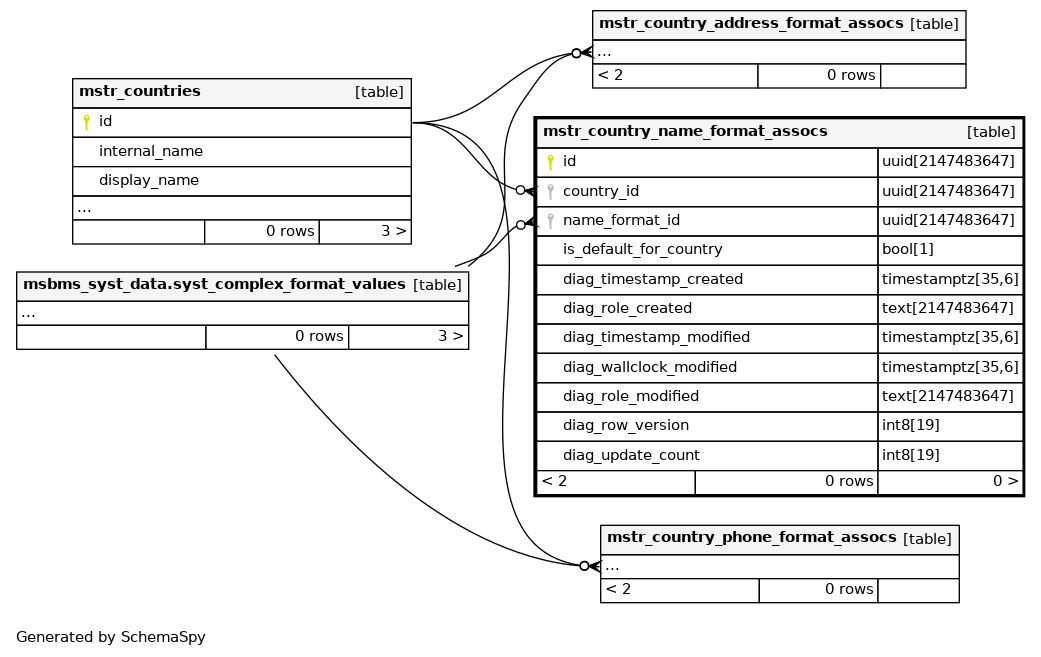 mstr_country_address_format_assocs [table]
...
< 2 0 rows
mstr_countries [table]
id
internal_name
display_name
...
0 rows 3 >
mstr_country_name_format_assocs [table]
id uuid[2147483647]
country_id uuid[2147483647]
name_format_id uuid[2147483647]
is_default_for_country bool[1]
diag_timestamp_created timestamptz[35,6]
diag_role_created text[2147483647]
diag_timestamp_modified timestamptz[35,6]
diag_wallclock_modified timestamptz[35,6]
diag_role_modified text[2147483647]
diag_row_version int8[19]
diag_update_count int8[19]
< 2 0 rows 0 >
msbms_syst_data.syst_complex_format_values [table]
...
0 rows 3 >
mstr_country_phone_format_assocs [table]
...
< 2 0 rows
Generated by SchemaSpy